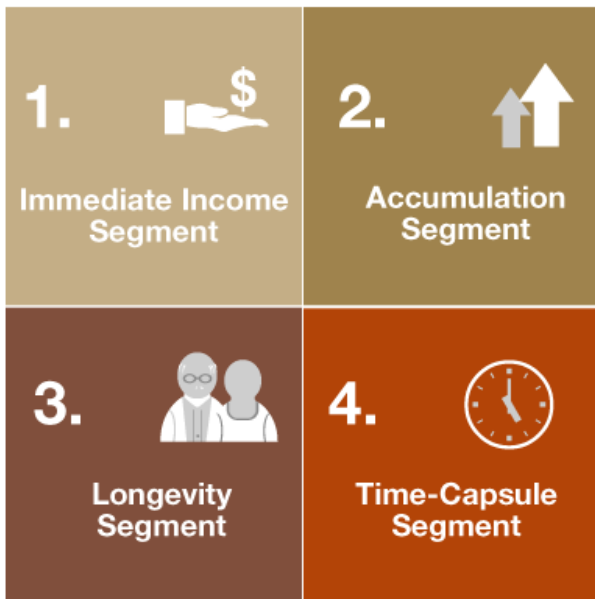 1.
$
Immediate Income
Segment
2.
Accumulation
Segment
3.
Longevity
Segment
4.
Time-Capsule
Segment